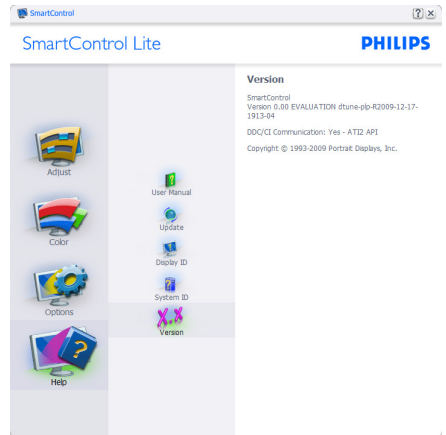 SmartControl
SmartControl Lite
PHILIPS
Adjust
Color
Options
Help
User Manual
Update
Display ID
System ID
X.X
Version
Version
SmartControl
Version 0.00 EVALUATION dtune-plp-R2009-12-17-
1913-04
DDC/CI Communication: Yes - ATI2 API
Copyright © 1993-2009 Portrait Displays, Inc.